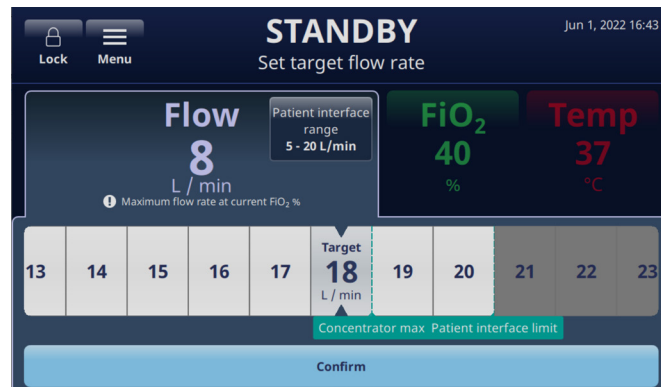 STANDBY
Jun 1, 2022 16:43
Lock Menu
Set target flow rate
Flow
8
L / min
Maximum flow rate at current FiO₂ %
Patient interface
range
5 - 20 L/min
FiO₂
40
%
Temp
37
°C
Target
13 14 15 16 17 18 19 20 21 22 23
L / min
Concentrator max Patient interface limit
Confirm